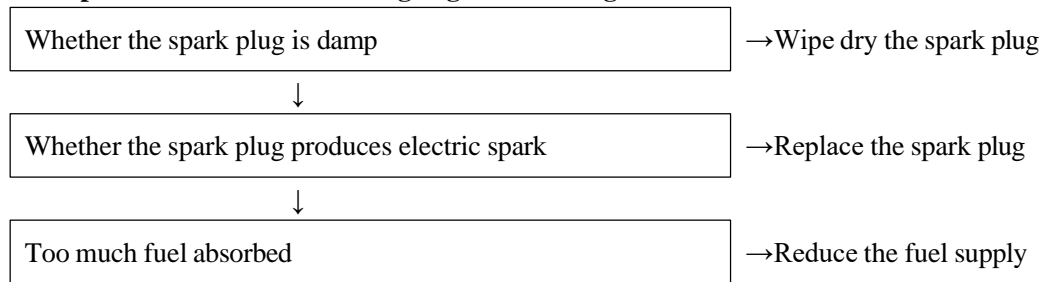 Whether the spark plug is damp →Wipe dry the spark plug
↓
Whether the spark plug produces electric spark →Replace the spark plug
↓
Too much fuel absorbed →Reduce the fuel supply